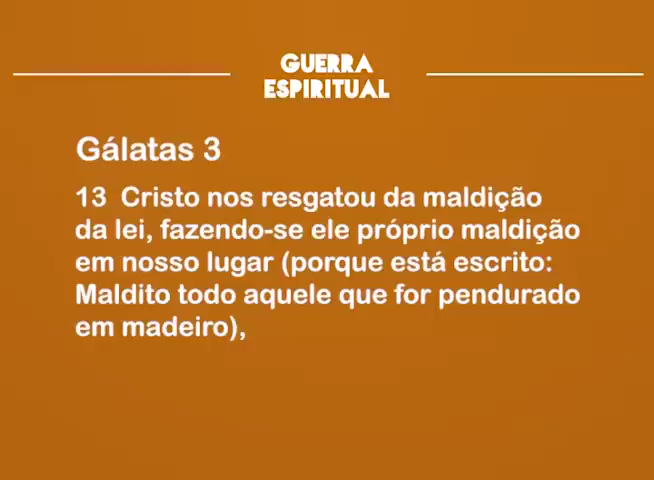 GUERRA
ESPIRITUAL
Gálatas 3
13 Cristo nos resgatou da maldição
da lei, fazendo-se ele próprio maldição
em nosso lugar (porque está escrito:
Maldito todo aquele que for pendurado
em madeiro),